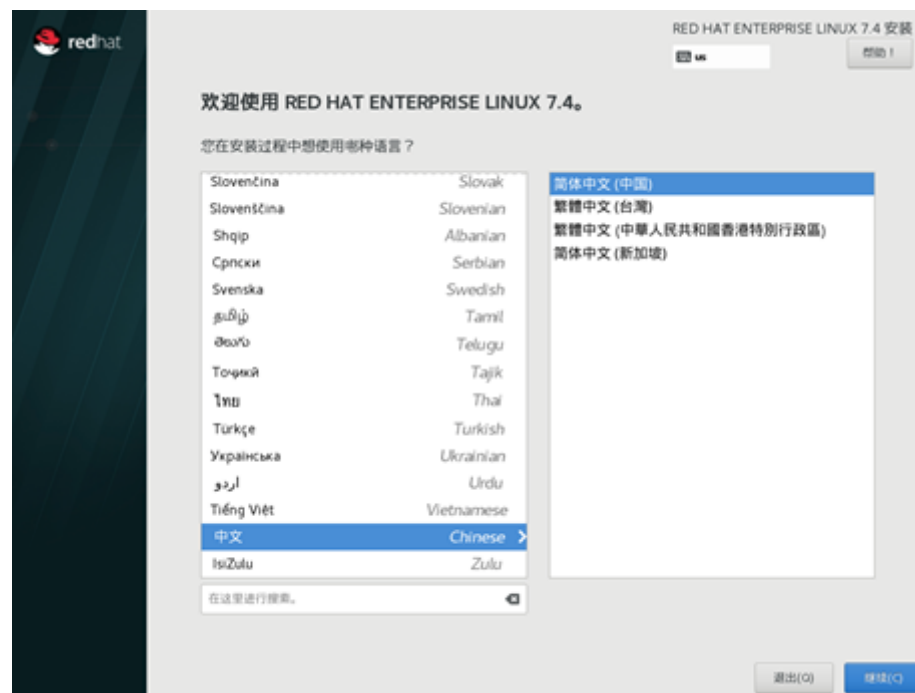 redhat
RED HAT ENTERPRISE LINUX 7.4 安装
us
帮助！
欢迎使用 RED HAT ENTERPRISE LINUX 7.4。
您在安装过程中想使用哪种语言？
Slovenčina Slovak
Slovenščina Slovenian
Shqip Albanian
Српски Serbian
Svenska Swedish
தமிழ் Tamil
తెలుగు Telugu
Тоҷикӣ Tajik
ไทย Thai
Türkçe Turkish
Українська Ukrainian
اردو Urdu
Tiếng Việt Vietnamese
中文 Chinese
IsiZulu Zulu
在这里进行搜索。
简体中文 (中国)
繁體中文 (台灣)
繁體中文 (中華人民共和國香港特別行政區)
简体中文 (新加坡)
退出(Q)
继续(C)